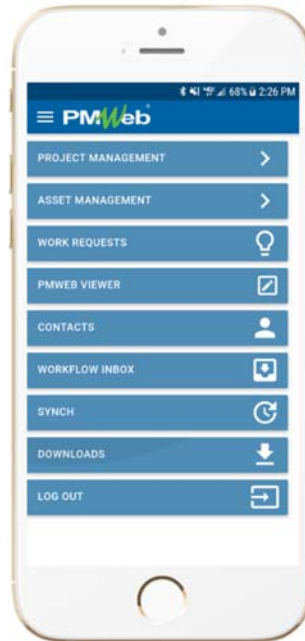 68% 2:26 PM
PMWeb
PROJECT MANAGEMENT
ASSET MANAGEMENT
WORK REQUESTS
PMWEB VIEWER
CONTACTS
WORKFLOW INBOX
SYNCH
DOWNLOADS
LOG OUT